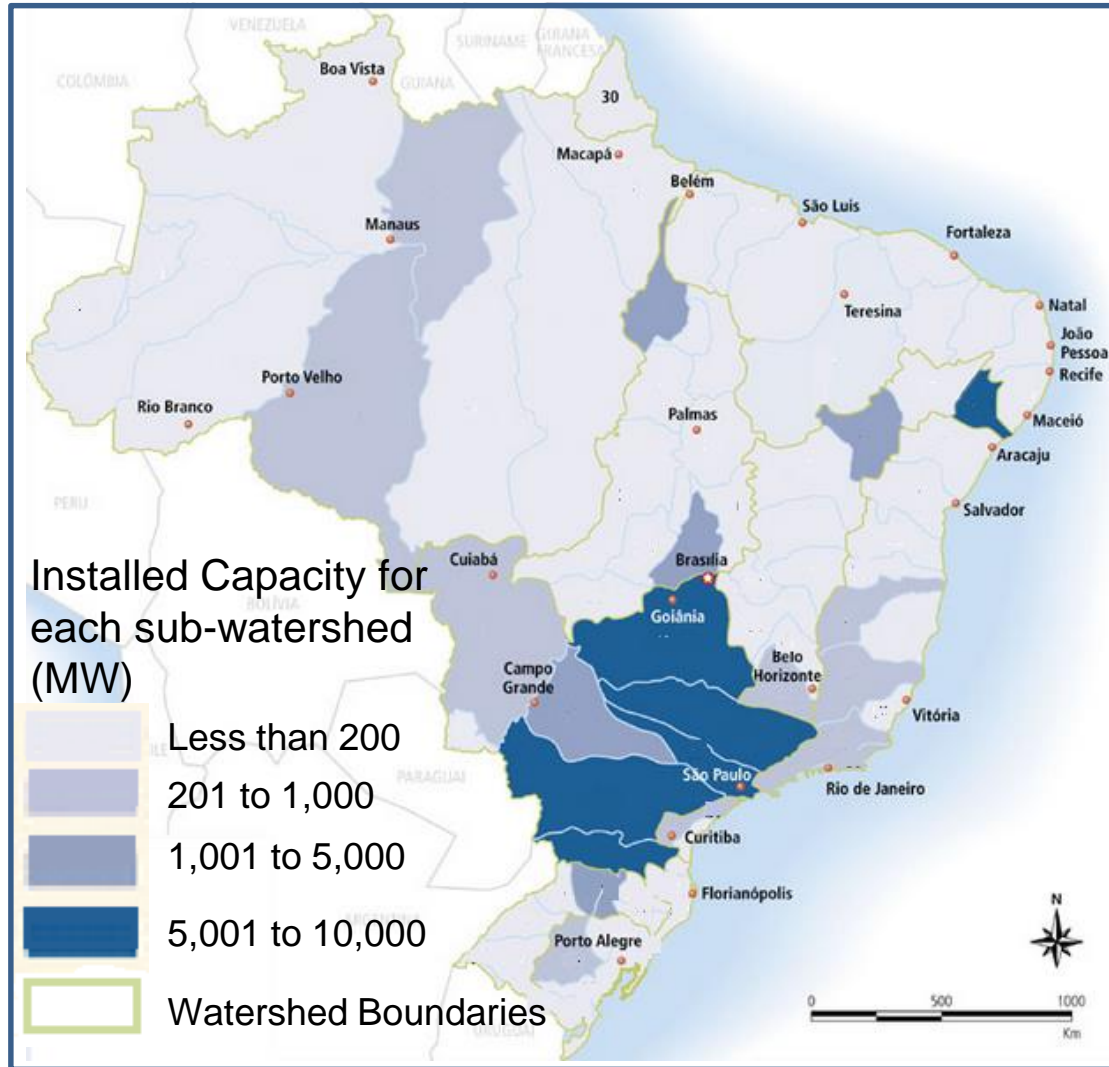 VENEZUELA
SURINAME
GUIANA
FRANCESA
COLÔMBIA
GUIANA
Boa Vista
30
Macapá
Belém
São Luis
Manaus
Fortaleza
Teresina
Natal
João
Pessoa
Recife
Porto Velho
Rio Branco
Palmas
Maceió
Aracaju
PERU
Salvador
Installed Capacity for
each sub-watershed
(MW)
BOLÍVIA
Cuiabá
Brasília
Goiânia
Campo
Grande
Belo
Horizonte
Vitória
Less than 200
201 to 1,000
1,001 to 5,000
5,001 to 10,000
Watershed Boundaries
PARAGUAI
São Paulo
Rio de Janeiro
Curitiba
Florianópolis
ARGENTINA
Porto Alegre
URUGUAI
N
0 500 1000
Km